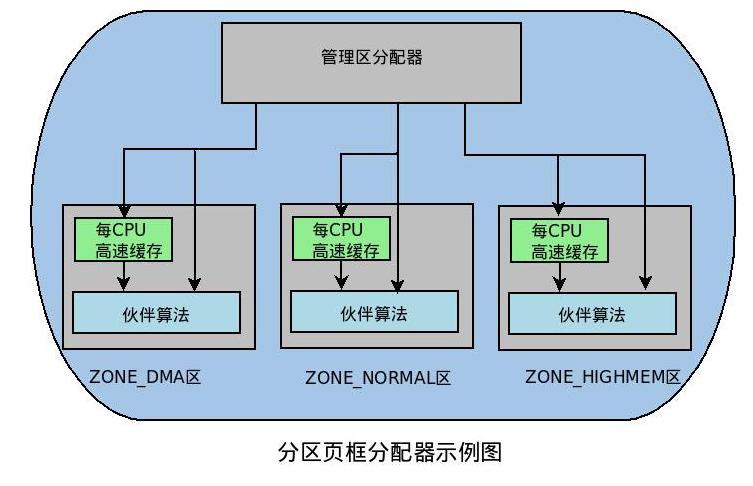 管理区分配器
每CPU
高速缓存
伙伴算法
ZONE_DMA区
每CPU
高速缓存
伙伴算法
ZONE_NORMAL区
每CPU
高速缓存
伙伴算法
ZONE_HIGHMEM区
分区页框分配器示例图